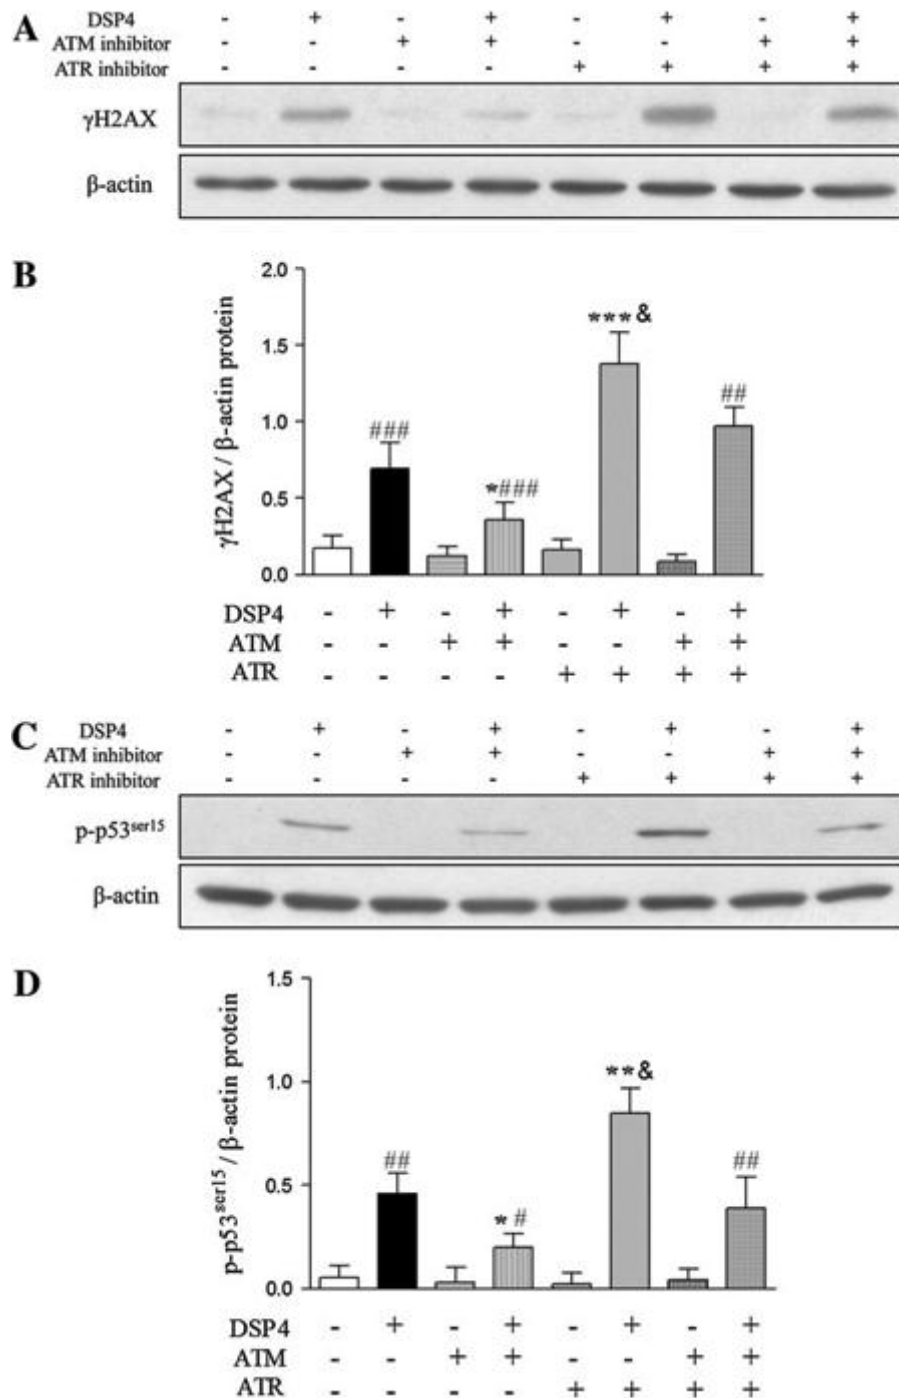 A
DSP4 - + - + - + - +
ATM inhibitor - - + + - - + +
ATR inhibitor - - - - + + + +
γH2AX
β-actin
B
γH2AX / β-actin protein
2.0
1.5
1.0
0.5
0.0
###
*###
***&
##
DSP4 - + - + - + - +
ATM - - + + - - + +
ATR - - - - + + + +
C
DSP4 - + - + - + - +
ATM inhibitor - - + + - - + +
ATR inhibitor - - - - + + + +
p-p53ser15
β-actin
D
p-p53ser15 / β-actin protein
1.5
1.0
0.5
0.0
##
* #
**&
##
DSP4 - + - + - + - +
ATM - - + + - - + +
ATR - - - - + + + +